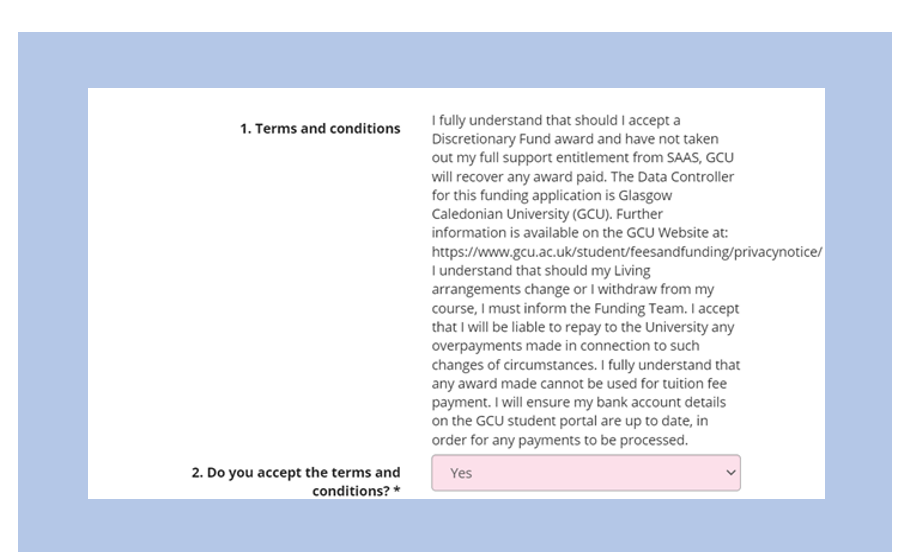 1. Terms and conditions
I fully understand that should I accept a
Discretionary Fund award and have not taken
out my full support entitlement from SAAS, GCU
will recover any award paid. The Data Controller
for this funding application is Glasgow
Caledonian University (GCU). Further
information is available on the GCU Website at:
https://www.gcu.ac.uk/student/feesandfunding/privacynotice/
I understand that should my Living
arrangements change or I withdraw from my
course, I must inform the Funding Team. I accept
that I will be liable to repay to the University any
overpayments made in connection to such
changes of circumstances. I fully understand that
any award made cannot be used for tuition fee
payment. I will ensure my bank account details
on the GCU student portal are up to date, in
order for any payments to be processed.
2. Do you accept the terms and
conditions? *
Yes